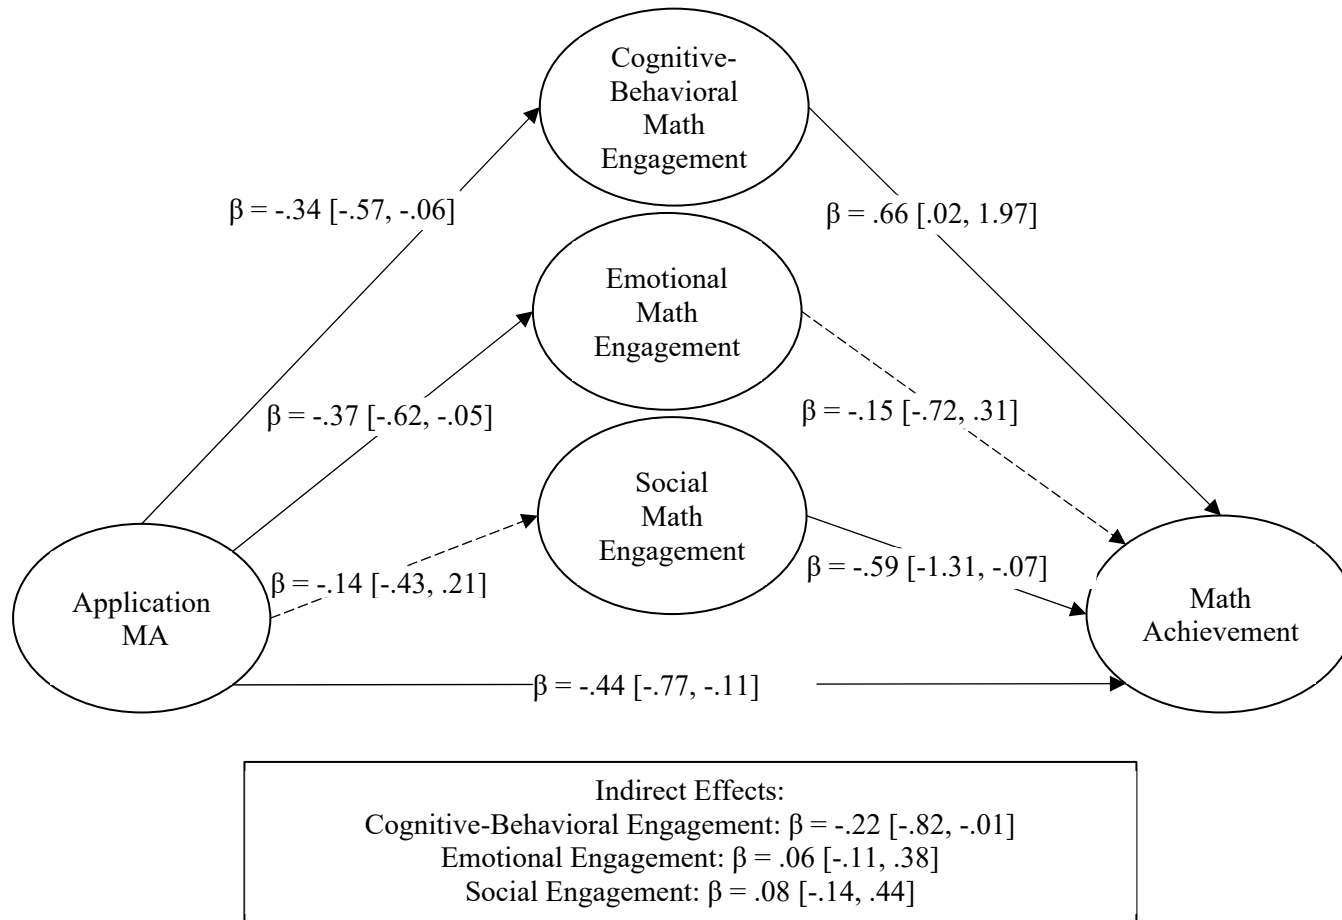 Cognitive-
Behavioral
Math
Engagement
β = -.34 [-.57, -.06]
β = .66 [.02, 1.97]
Emotional
Math
Engagement
β = -.37 [-.62, -.05]
β = -.15 [-.72, .31]
Social
Math
Engagement
β = -.14 [-.43, .21]
β = -.59 [-1.31, -.07]
Application
MA
Math
Achievement
β = -.44 [-.77, -.11]
Indirect Effects:
Cognitive-Behavioral Engagement: β = -.22 [-.82, -.01]
Emotional Engagement: β = .06 [-.11, .38]
Social Engagement: β = .08 [-.14, .44]